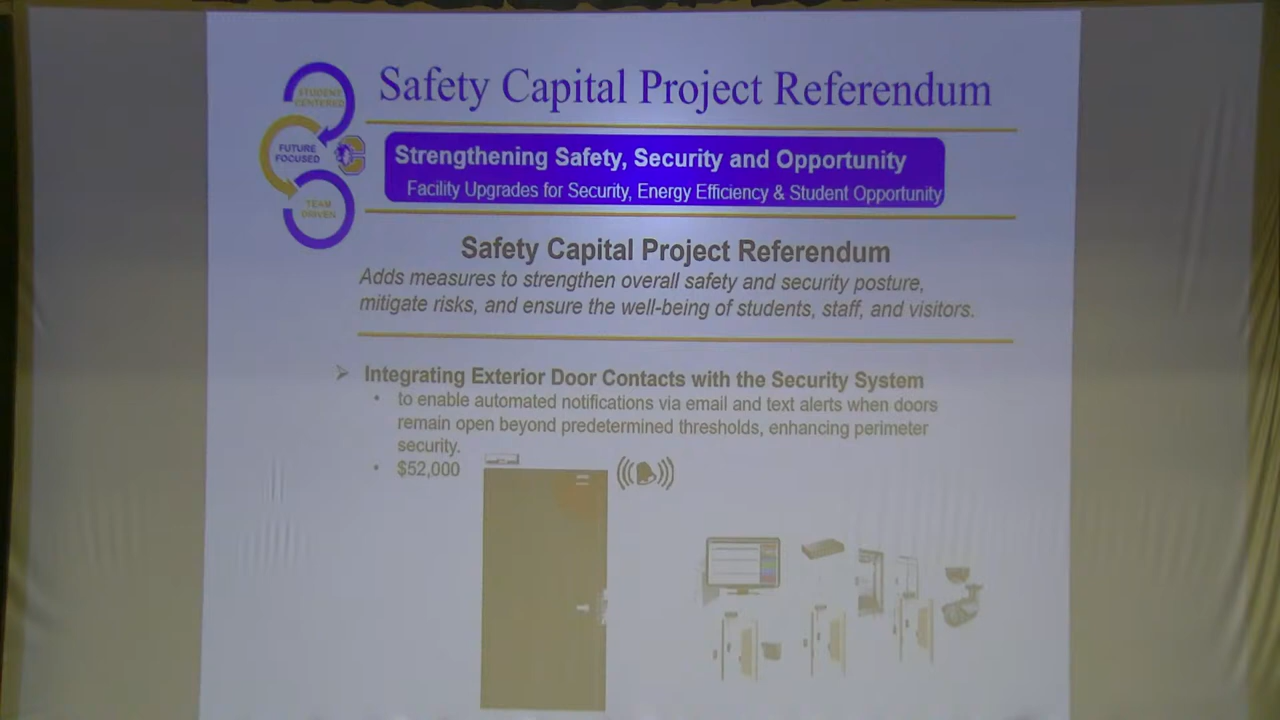 Safety Capital Project Referendum
STUDENT
CENTERED
FUTURE
FOCUSED
TEAM
DRIVEN
Strengthening Safety, Security and Opportunity
Facility Upgrades for Security, Energy Efficiency & Student Opportunity
Safety Capital Project Referendum
Adds measures to strengthen overall safety and security posture,
mitigate risks, and ensure the well-being of students, staff, and visitors.
➢ Integrating Exterior Door Contacts with the Security System
• to enable automated notifications via email and text alerts when doors
remain open beyond predetermined thresholds, enhancing perimeter
security.
• $52,000